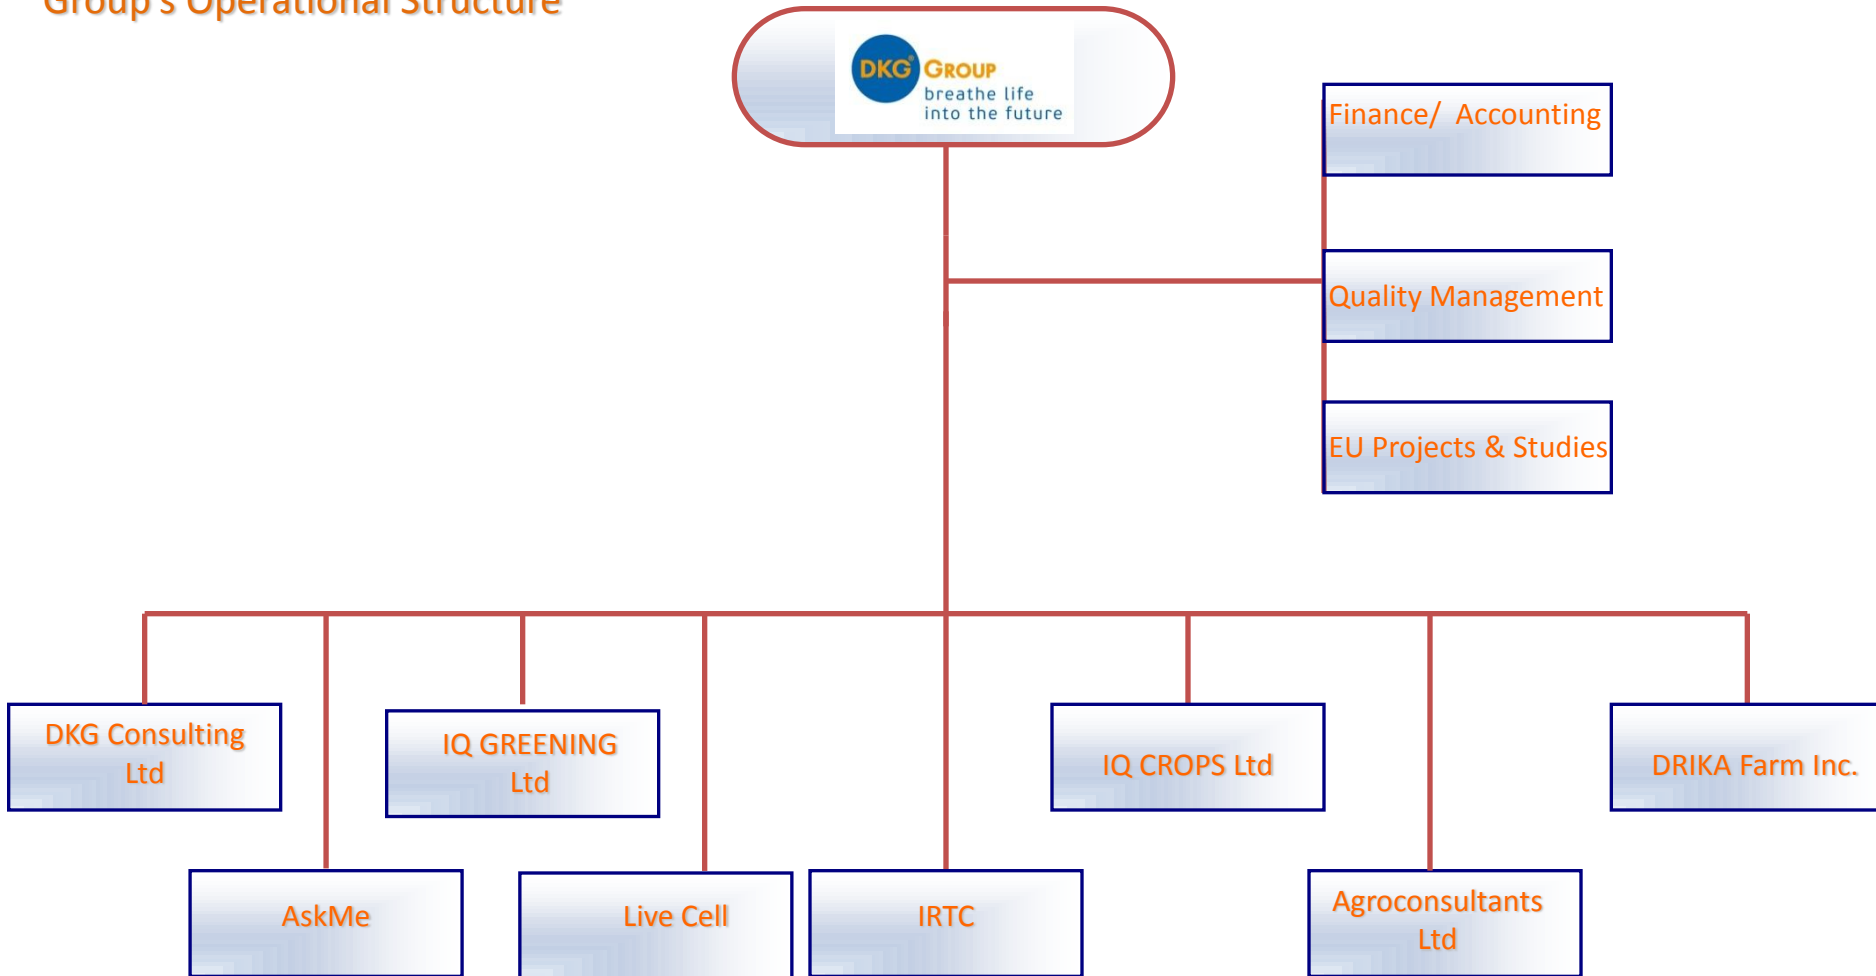 Group's Operational Structure
DKG GROUP
breathe life
into the future
Finance/ Accounting
Quality Management
EU Projects & Studies
DKG Consulting
Ltd
IQ GREENING
Ltd
IQ CROPS Ltd
DRIKA Farm Inc.
AskMe
Live Cell
IRTC
Agroconsultants
Ltd